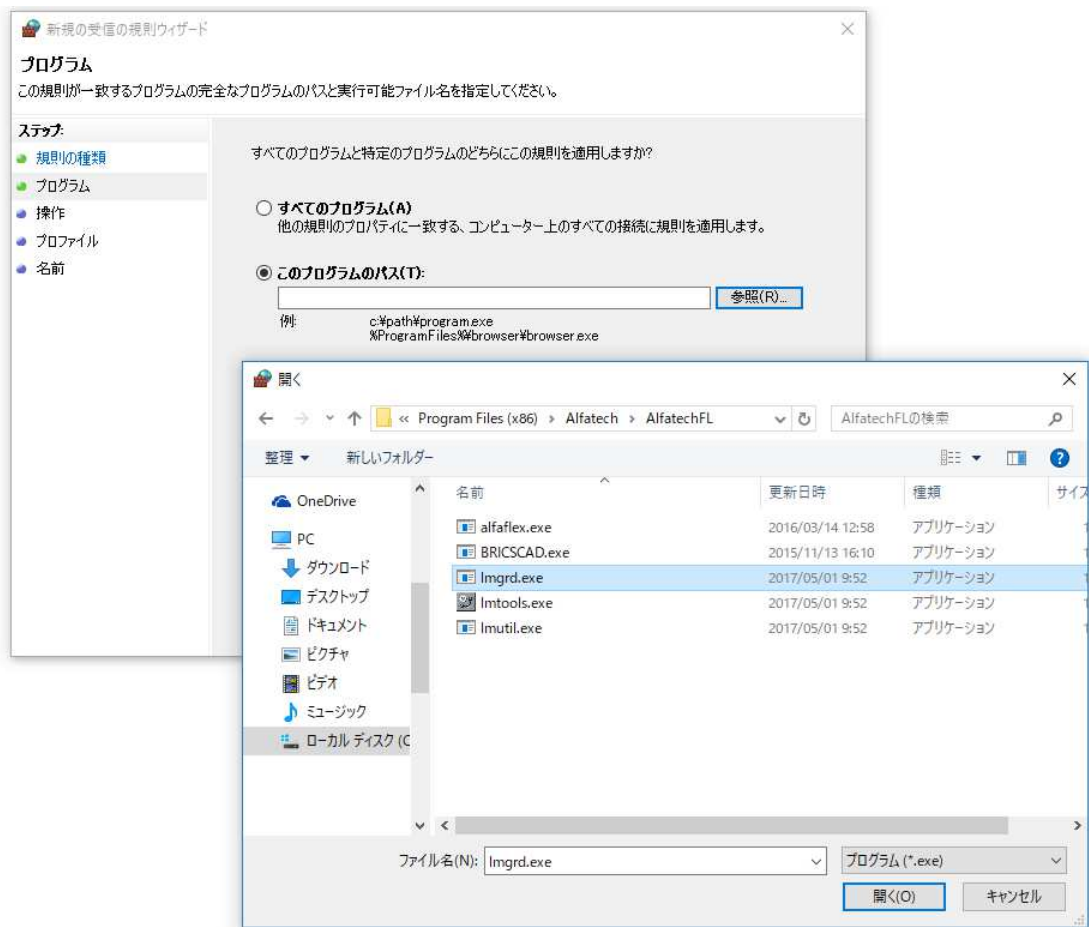 新規の受信の規則ウィザード
プログラム
この規則が一致するプログラムの完全なプログラムのパスと実行可能ファイル名を指定してください。
ステップ:
規則の種類
プログラム
操作
プロファイル
名前
すべてのプログラムと特定のプログラムのどちらにこの規則を適用しますか?
すべてのプログラム(A)
他の規則のプロパティに一致する、コンピューター上のすべての接続に規則を適用します。
このプログラムのパス(T):
参照(R)...
例: c:¥path¥program.exe
%ProgramFiles%¥browser¥browser.exe
開く
« Program Files (x86) › Alfatech › AlfatechFL
AlfatechFLの検索
整理 新しいフォルダー
OneDrive
PC
ダウンロード
デスクトップ
ドキュメント
ピクチャ
ビデオ
ミュージック
ローカル ディスク (C
名前 更新日時 種類 サイズ
alfaflex.exe 2016/03/14 12:58 アプリケーション 1
BRICSCAD.exe 2015/11/13 16:10 アプリケーション 1
lmgrd.exe 2017/05/01 9:52 アプリケーション 1
lmtools.exe 2017/05/01 9:52 アプリケーション 1
lmutil.exe 2017/05/01 9:52 アプリケーション 1
ファイル名(N): lmgrd.exe
プログラム (*.exe)
開く(O) キャンセル